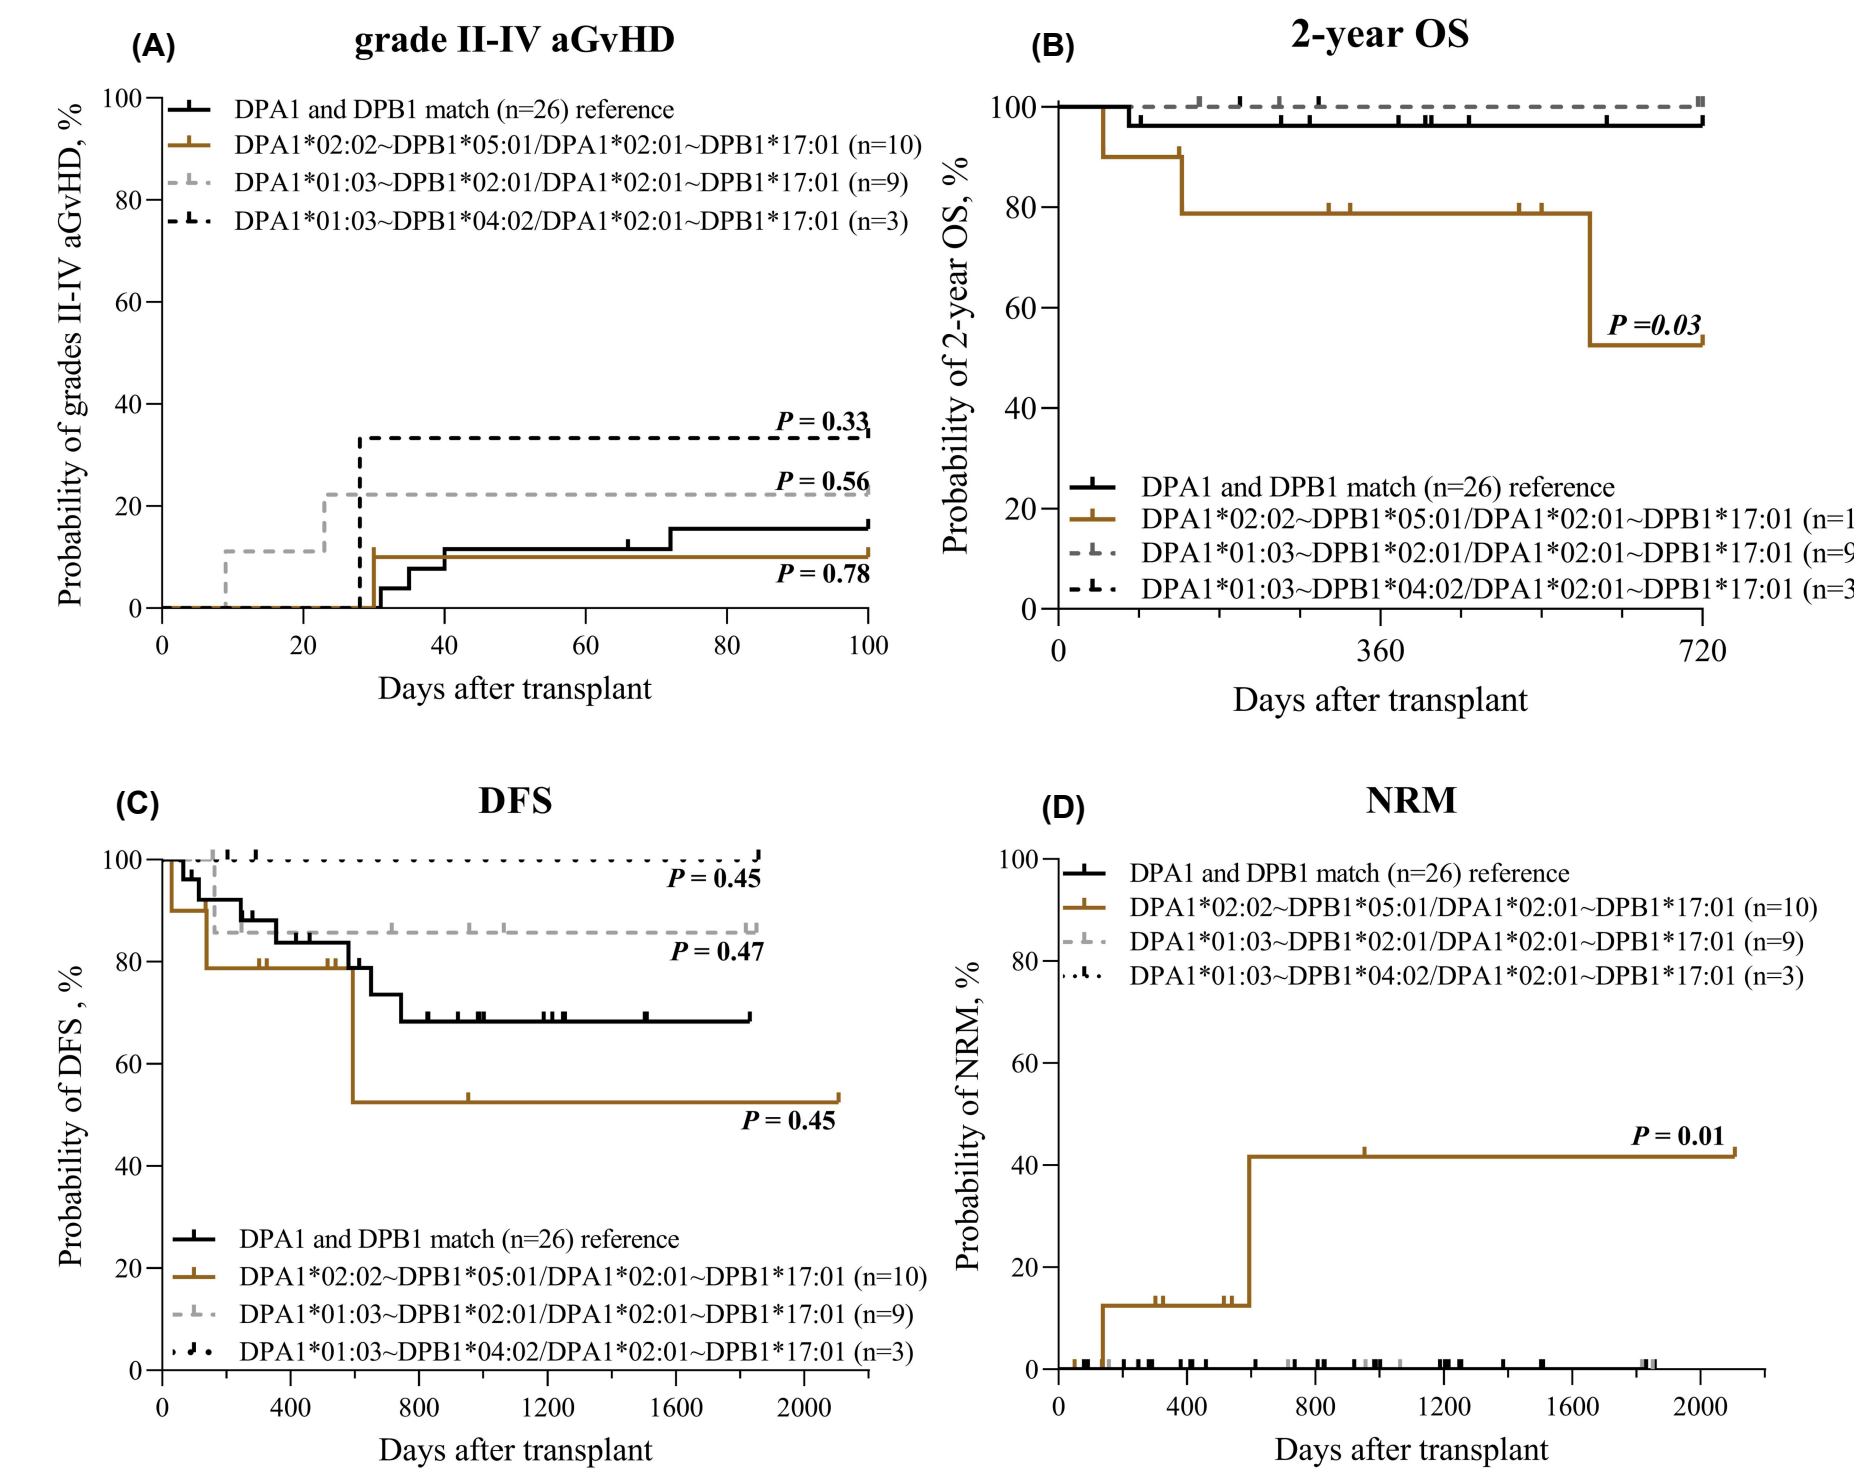 (A)
grade II-IV aGvHD
Probability of grades II-IV aGvHD, %
100
80
60
40
20
0
DPA1 and DPB1 match (n=26) reference
DPA1*02:02~DPB1*05:01/DPA1*02:01~DPB1*17:01 (n=10)
DPA1*01:03~DPB1*02:01/DPA1*02:01~DPB1*17:01 (n=9)
DPA1*01:03~DPB1*04:02/DPA1*02:01~DPB1*17:01 (n=3)
P = 0.33
P = 0.56
P = 0.78
0 20 40 60 80 100
Days after transplant
(B)
2-year OS
Probability of 2-year OS, %
100
80
60
40
20
0
P =0.03
DPA1 and DPB1 match (n=26) reference
DPA1*02:02~DPB1*05:01/DPA1*02:01~DPB1*17:01 (n=1
DPA1*01:03~DPB1*02:01/DPA1*02:01~DPB1*17:01 (n=9
DPA1*01:03~DPB1*04:02/DPA1*02:01~DPB1*17:01 (n=3
0 360 720
Days after transplant
(C)
DFS
Probability of DFS , %
100
80
60
40
20
0
P = 0.45
P = 0.47
P = 0.45
DPA1 and DPB1 match (n=26) reference
DPA1*02:02~DPB1*05:01/DPA1*02:01~DPB1*17:01 (n=10)
DPA1*01:03~DPB1*02:01/DPA1*02:01~DPB1*17:01 (n=9)
DPA1*01:03~DPB1*04:02/DPA1*02:01~DPB1*17:01 (n=3)
0 400 800 1200 1600 2000
Days after transplant
(D)
NRM
Probability of NRM, %
100
80
60
40
20
0
DPA1 and DPB1 match (n=26) reference
DPA1*02:02~DPB1*05:01/DPA1*02:01~DPB1*17:01 (n=10)
DPA1*01:03~DPB1*02:01/DPA1*02:01~DPB1*17:01 (n=9)
DPA1*01:03~DPB1*04:02/DPA1*02:01~DPB1*17:01 (n=3)
P = 0.01
0 400 800 1200 1600 2000
Days after transplant